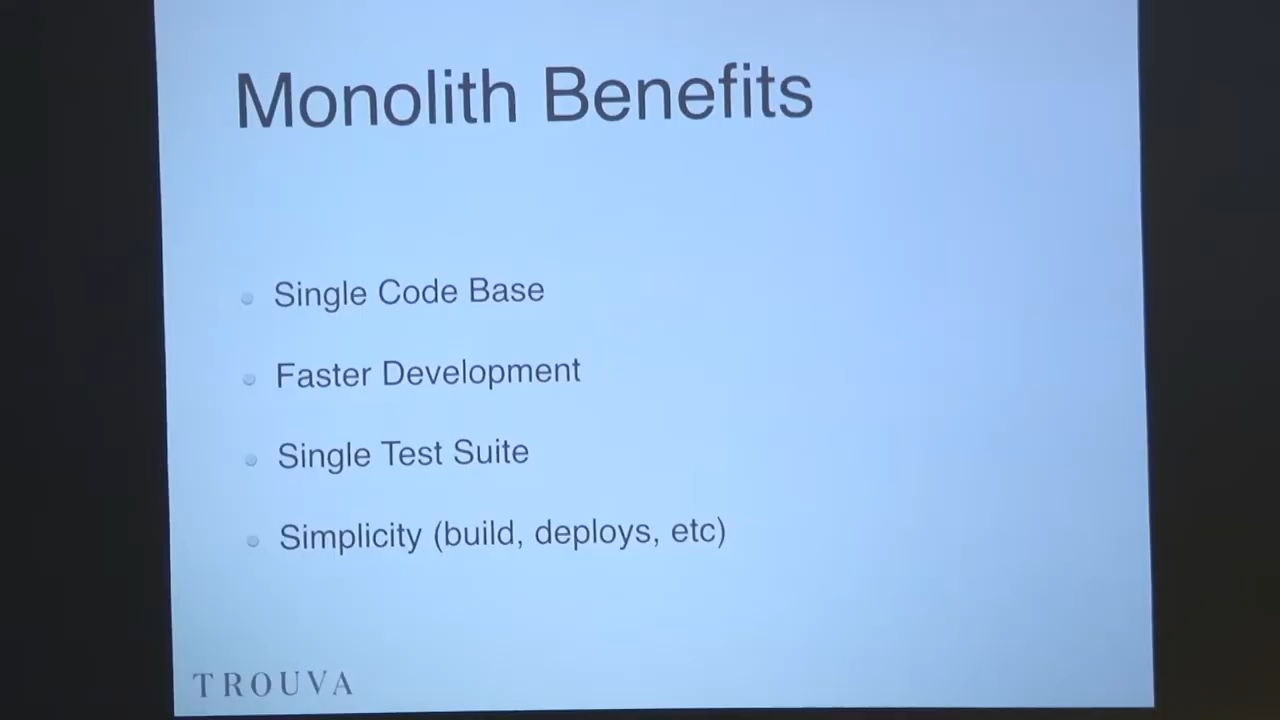 Monolith Benefits
Single Code Base
Faster Development
Single Test Suite
Simplicity (build, deploys, etc)
TROUVA